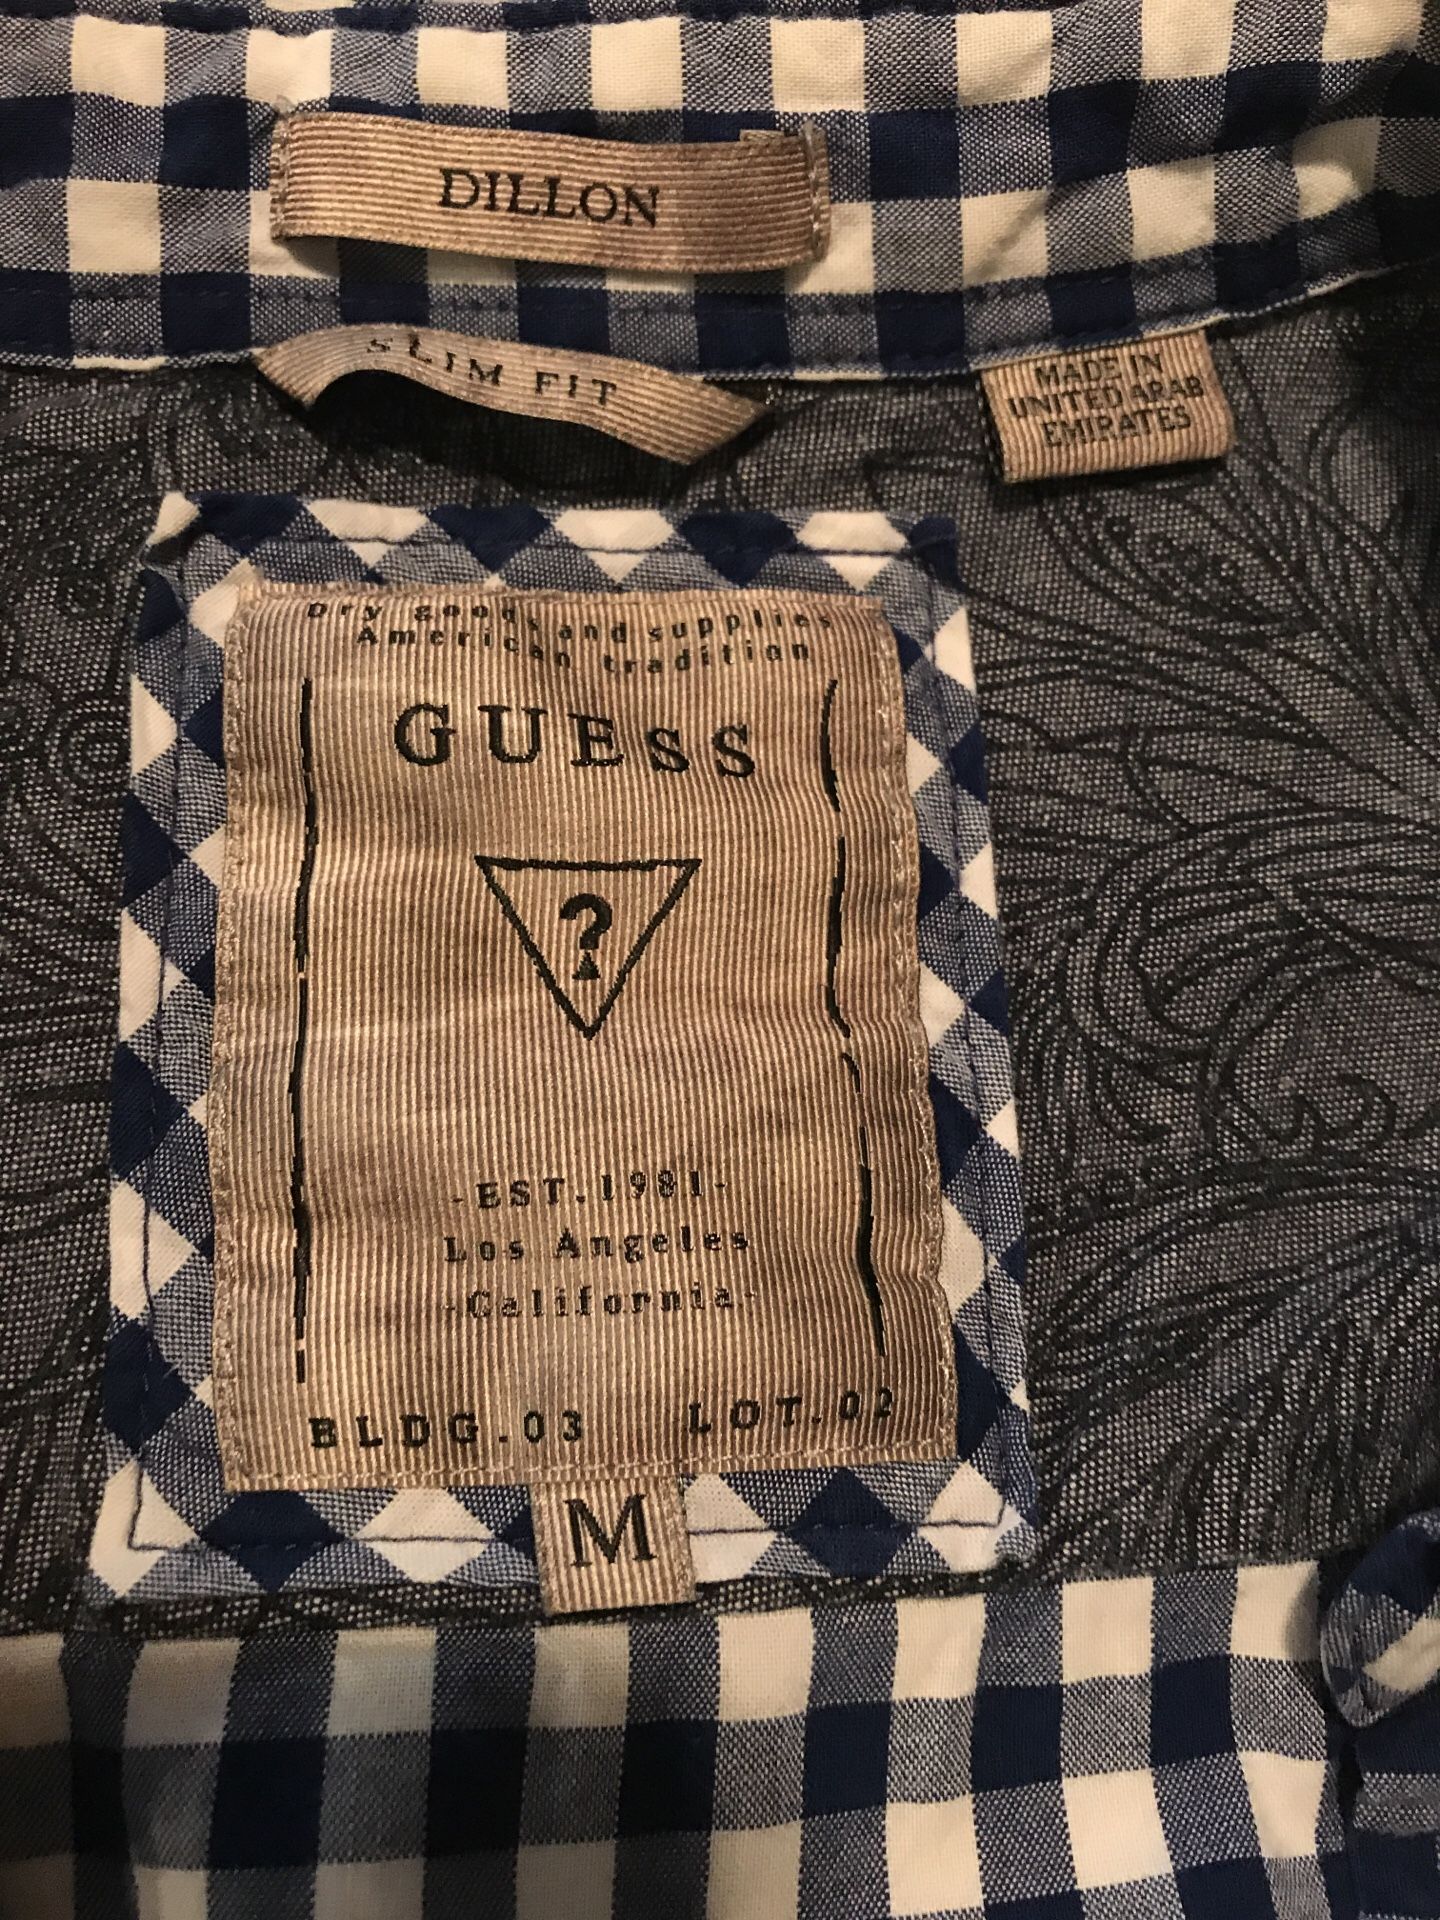 DILLON
SLIM FIT
MADE IN
UNITED ARAB
EMIRATES
Dry goods and supplies
American tradition
GUESS
?
-EST.1981-
Los Angeles
-California-
BLDG.03 LOT.02
M